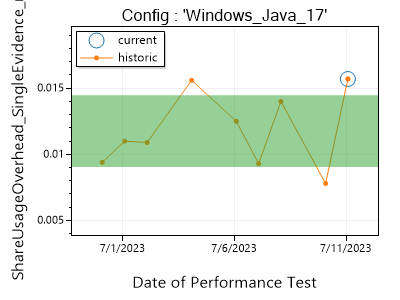 Config : 'Windows_Java_17'
current
historic
ShareUsageOverhead_SingleEvidence_
0.015
0.01
0.005
7/1/2023
7/6/2023
7/11/2023
Date of Performance Test